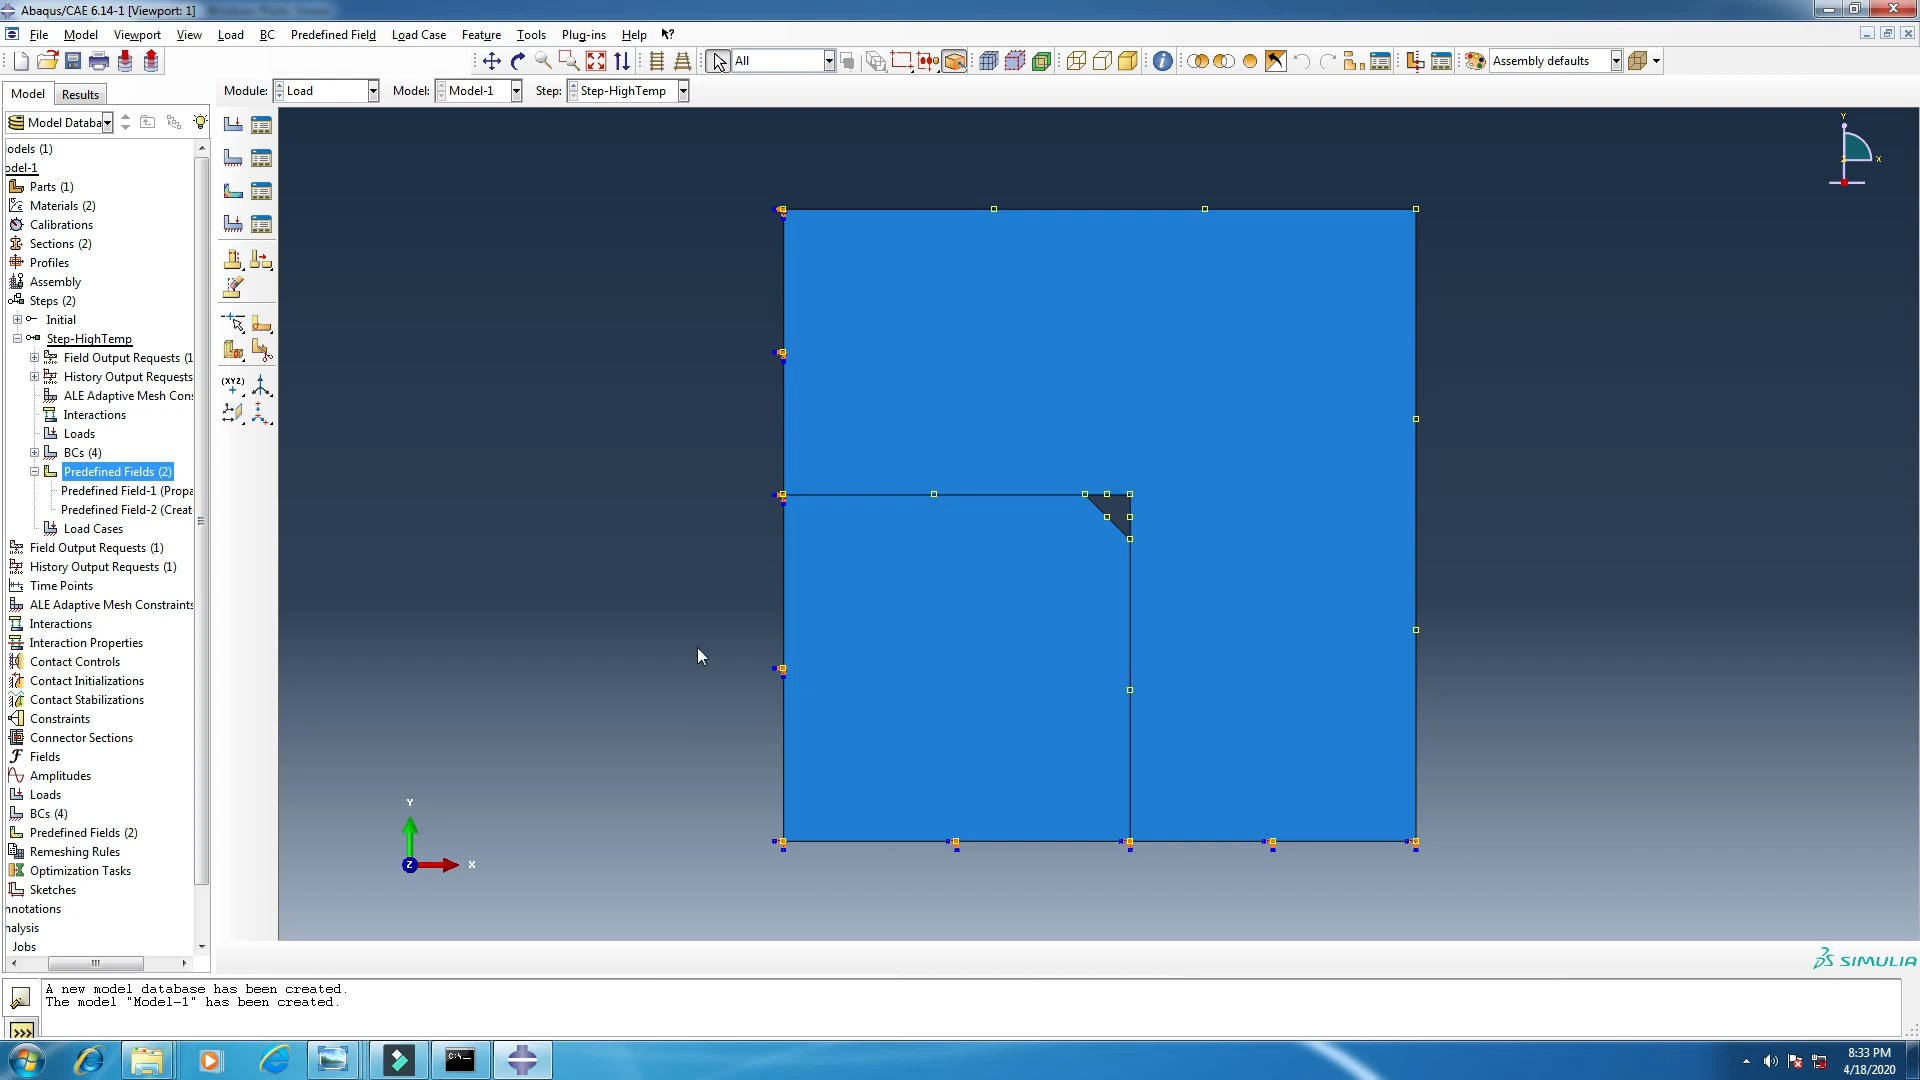 Abaqus/CAE 6.14-1 [Viewport: 1]
File Model Viewport View Load BC Predefined Field Load Case Feature Tools Plug-ins Help
All
Assembly defaults
Model Results
Module: Load Model: Model-1 Step: Step-HighTemp
Model Databa
odels (1)
odel-1
Parts (1)
Materials (2)
Calibrations
Sections (2)
Profiles
Assembly
Steps (2)
Initial
Step-HighTemp
Field Output Requests (1
History Output Requests
ALE Adaptive Mesh Con
Interactions
Loads
BCs (4)
Predefined Fields (2)
Predefined Field-1 (Propa
Predefined Field-2 (Creat
Load Cases
Field Output Requests (1)
History Output Requests (1)
Time Points
ALE Adaptive Mesh Constraints
Interactions
Interaction Properties
Contact Controls
Contact Initializations
Contact Stabilizations
Constraints
Connector Sections
Fields
Amplitudes
Loads
BCs (4)
Predefined Fields (2)
Remeshing Rules
Optimization Tasks
Sketches
nnotations
nalysis
Jobs
(XYZ)
Y
X
Z
Y
X
Z
SIMULIA
A new model database has been created.
The model "Model-1" has been created.
>>>
C:\
8:33 PM
4/18/2020